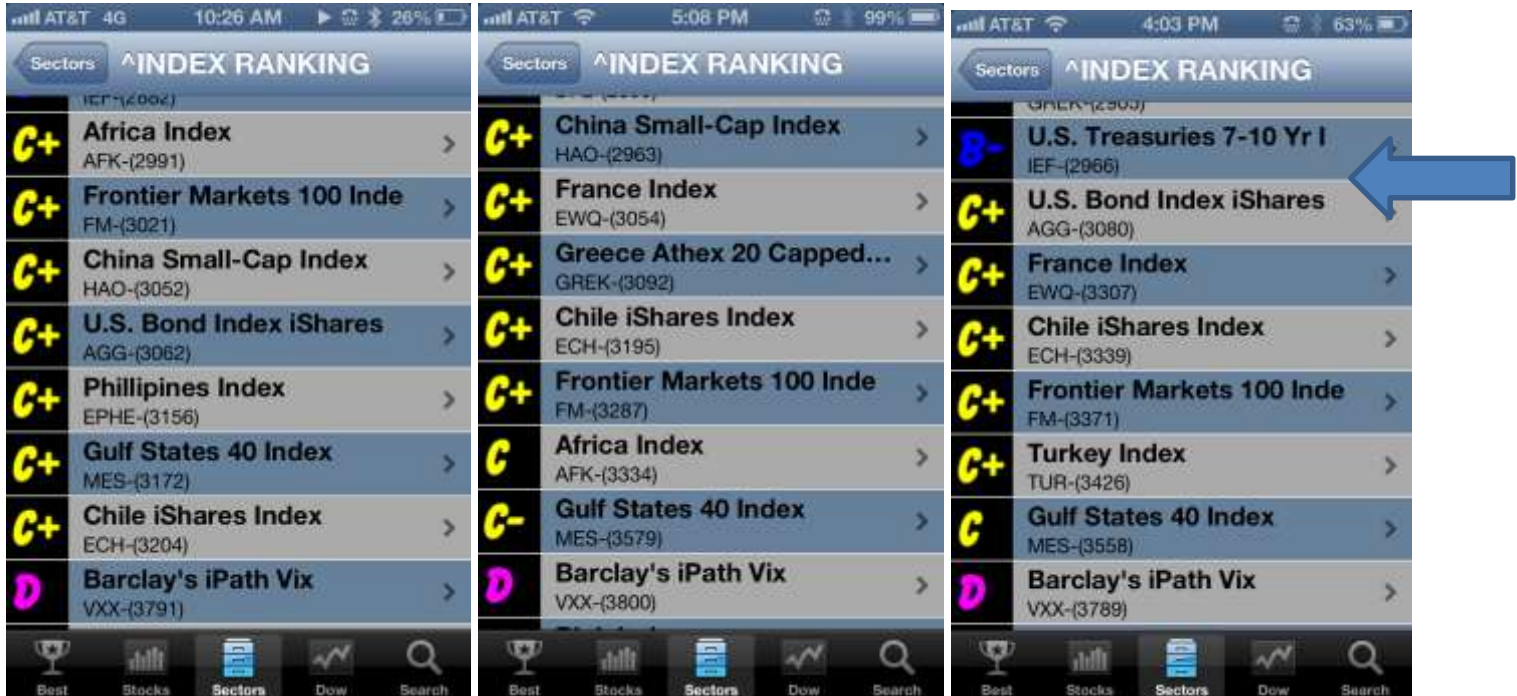 AT&T 4G 10:26 AM 26%
Sectors ^INDEX RANKING
IEF-(2882)
C+ Africa Index
AFK-(2991)
C+ Frontier Markets 100 Inde
FM-(3021)
C+ China Small-Cap Index
HAO-(3052)
C+ U.S. Bond Index iShares
AGG-(3062)
C+ Phillipines Index
EPHE-(3156)
C+ Gulf States 40 Index
MES-(3172)
C+ Chile iShares Index
ECH-(3204)
D Barclay's iPath Vix
VXX-(3791)
Best Stocks Sectors Dow Search
AT&T 5:08 PM 99%
Sectors ^INDEX RANKING
C+ China Small-Cap Index
HAO-(2963)
C+ France Index
EWQ-(3054)
C+ Greece Athex 20 Capped...
GREK-(3092)
C+ Chile iShares Index
ECH-(3195)
C+ Frontier Markets 100 Inde
FM-(3287)
C Africa Index
AFK-(3334)
C- Gulf States 40 Index
MES-(3579)
D Barclay's iPath Vix
VXX-(3800)
Best Stocks Sectors Dow Search
AT&T 4:03 PM 63%
Sectors ^INDEX RANKING
GREK-(2903)
B- U.S. Treasuries 7-10 Yr I
IEF-(2966)
C+ U.S. Bond Index iShares
AGG-(3080)
C+ France Index
EWQ-(3307)
C+ Chile iShares Index
ECH-(3339)
C+ Frontier Markets 100 Inde
FM-(3371)
C+ Turkey Index
TUR-(3426)
C Gulf States 40 Index
MES-(3558)
D Barclay's iPath Vix
VXX-(3789)
Best Stocks Sectors Dow Search